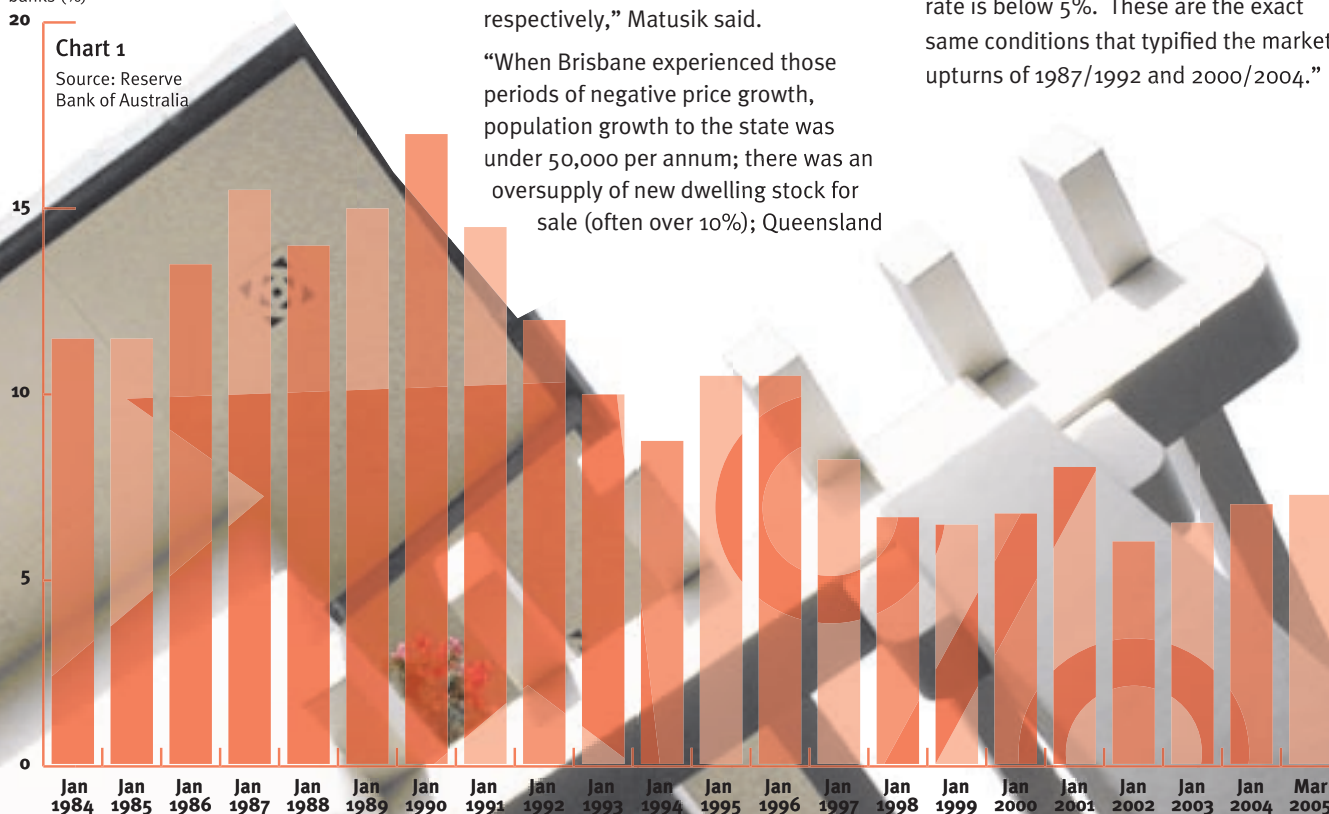 banks (%)
20
15
10
5
0
Chart 1
Source: Reserve
Bank of Australia
respectively,” Matusik said.
“When Brisbane experienced those
periods of negative price growth,
population growth to the state was
under 50,000 per annum; there was an
oversupply of new dwelling stock for
sale (often over 10%); Queensland
rate is below 5%. These are the exact
same conditions that typified the market
upturns of 1987/1992 and 2000/2004.”
Jan 1984
Jan 1985
Jan 1986
Jan 1987
Jan 1988
Jan 1989
Jan 1990
Jan 1991
Jan 1992
Jan 1993
Jan 1994
Jan 1995
Jan 1996
Jan 1997
Jan 1998
Jan 1999
Jan 2000
Jan 2001
Jan 2002
Jan 2003
Jan 2004
Mar 2005